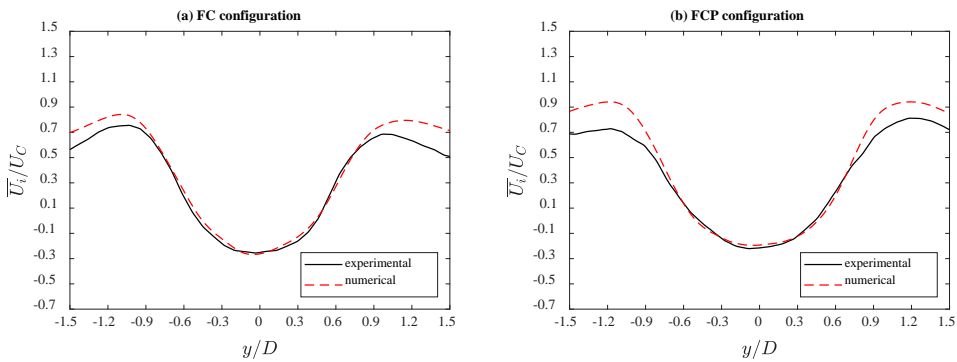 (a) FC configuration
1.5
1.3
1.1
0.9
0.7
0.5
0.3
0.1
-0.1
-0.3
-0.5
-0.7
-1.5 -1.2 -0.9 -0.6 -0.3 0 0.3 0.6 0.9 1.2 1.5
y/D
U̅i/UC
experimental
numerical
(b) FCP configuration
1.5
1.3
1.1
0.9
0.7
0.5
0.3
0.1
-0.1
-0.3
-0.5
-0.7
-1.5 -1.2 -0.9 -0.6 -0.3 0 0.3 0.6 0.9 1.2 1.5
y/D
U̅i/UC
experimental
numerical